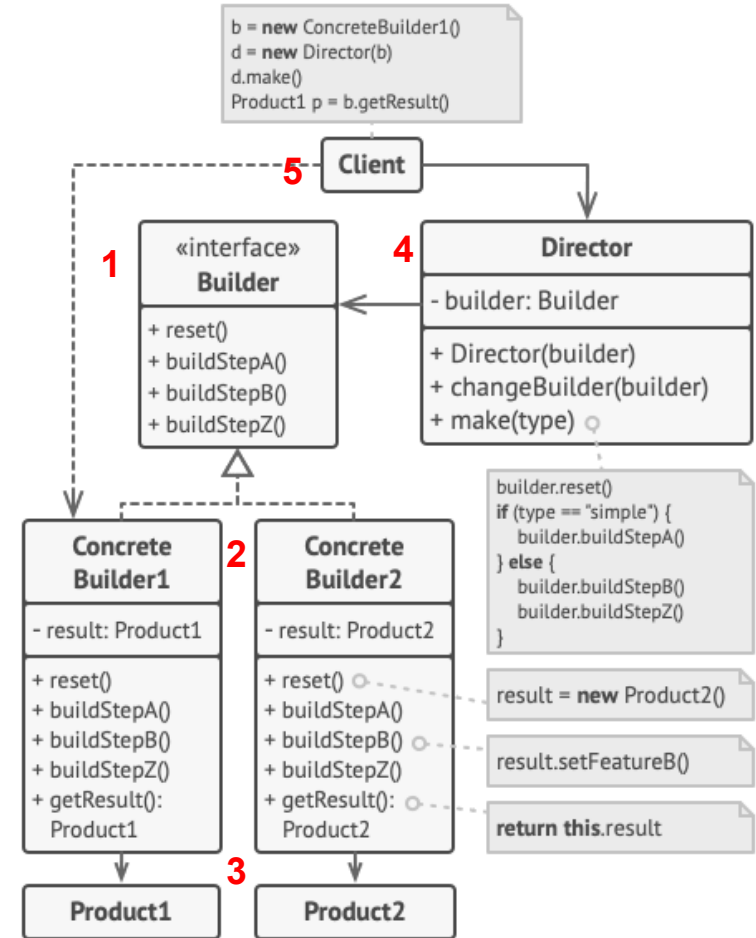 b = new ConcreteBuilder1()
d = new Director(b)
d.make()
Product1 p = b.getResult()
5
Client
1
«interface»
Builder
+ reset()
+ buildStepA()
+ buildStepB()
+ buildStepZ()
4
Director
- builder: Builder
+ Director(builder)
+ changeBuilder(builder)
+ make(type)
builder.reset()
if (type == "simple") {
builder.buildStepA()
} else {
builder.buildStepB()
builder.buildStepZ()
}
2
Concrete
Builder1
- result: Product1
+ reset()
+ buildStepA()
+ buildStepB()
+ buildStepZ()
+ getResult():
Product1
Concrete
Builder2
- result: Product2
+ reset()
+ buildStepA()
+ buildStepB()
+ buildStepZ()
+ getResult():
Product2
result = new Product2()
result.setFeatureB()
return this.result
3
Product1
Product2